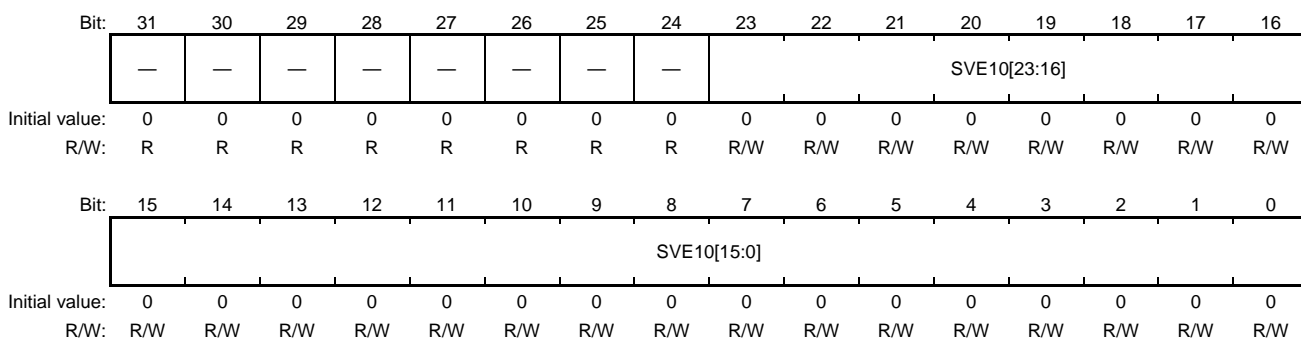 Bit: 31 30 29 28 27 26 25 24 23 22 21 20 19 18 17 16
— — — — — — — — SVE10[23:16]
Initial value: 0 0 0 0 0 0 0 0 0 0 0 0 0 0 0 0
R/W: R R R R R R R R R/W R/W R/W R/W R/W R/W R/W R/W
Bit: 15 14 13 12 11 10 9 8 7 6 5 4 3 2 1 0
SVE10[15:0]
Initial value: 0 0 0 0 0 0 0 0 0 0 0 0 0 0 0 0
R/W: R/W R/W R/W R/W R/W R/W R/W R/W R/W R/W R/W R/W R/W R/W R/W R/W